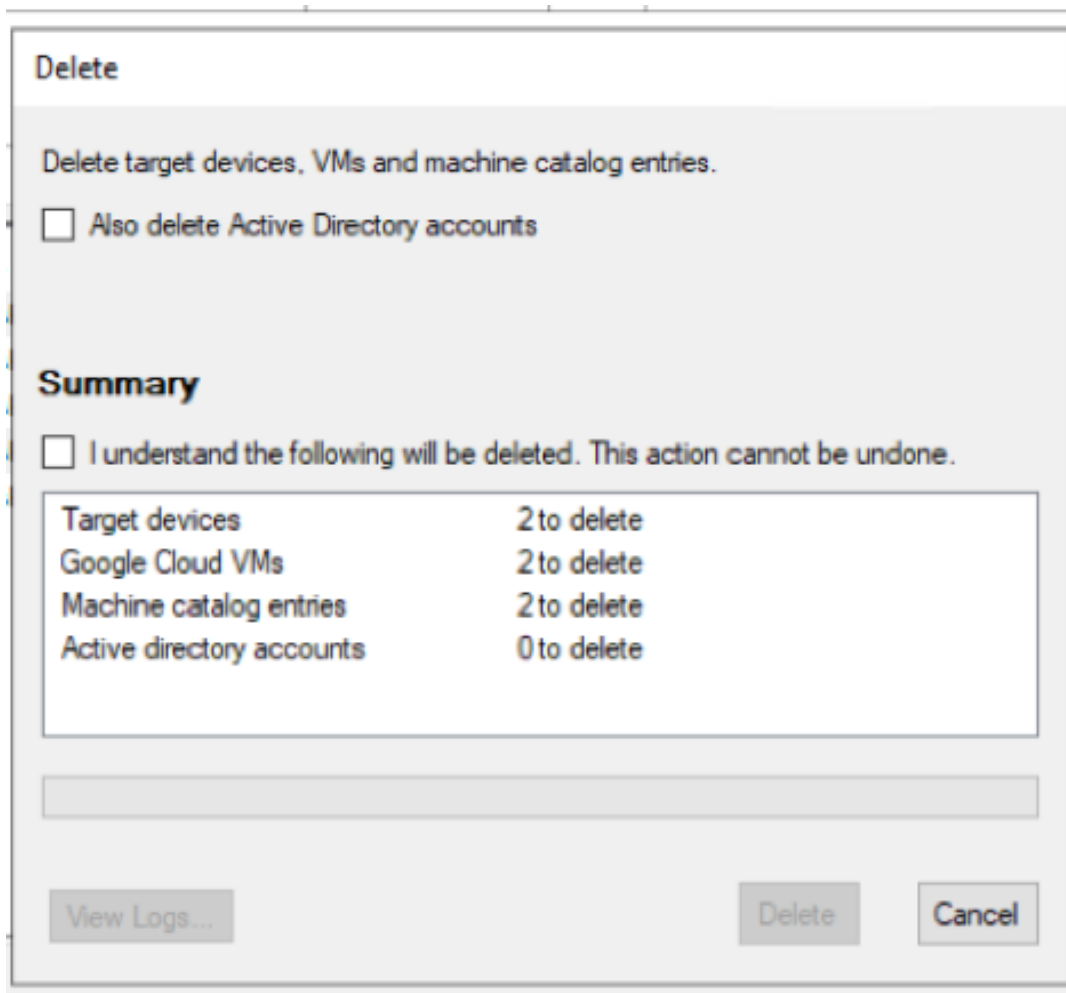 Delete
Delete target devices, VMs and machine catalog entries.
Also delete Active Directory accounts
Summary
I understand the following will be deleted. This action cannot be undone.
Target devices 2 to delete
Google Cloud VMs 2 to delete
Machine catalog entries 2 to delete
Active directory accounts 0 to delete
View Logs... Delete Cancel